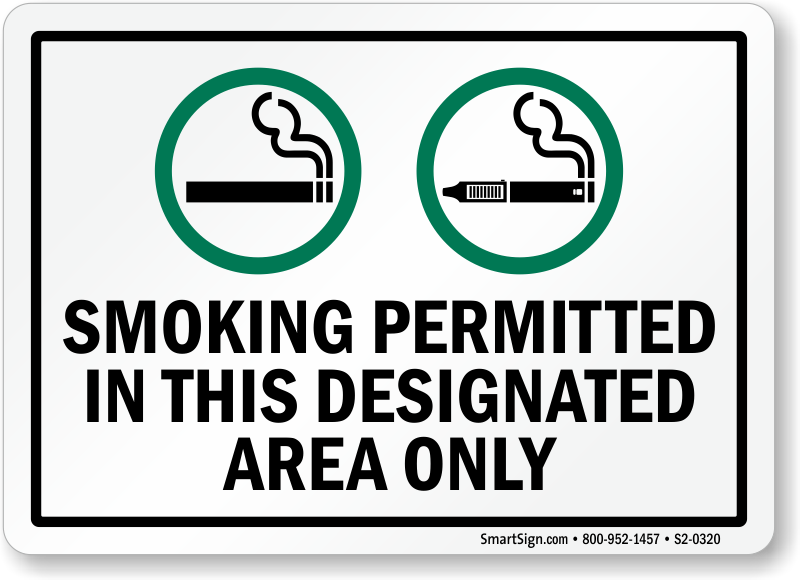 SMOKING PERMITTED
IN THIS DESIGNATED
AREA ONLY
SmartSign.com • 800-952-1457 • S2-0320